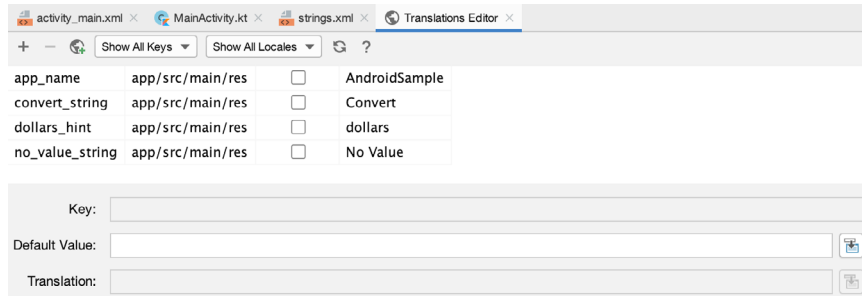 activity_main.xml MainActivity.kt strings.xml Translations Editor
Show All Keys Show All Locales ?
app_name app/src/main/res AndroidSample
convert_string app/src/main/res Convert
dollars_hint app/src/main/res dollars
no_value_string app/src/main/res No Value
Key:
Default Value:
Translation: